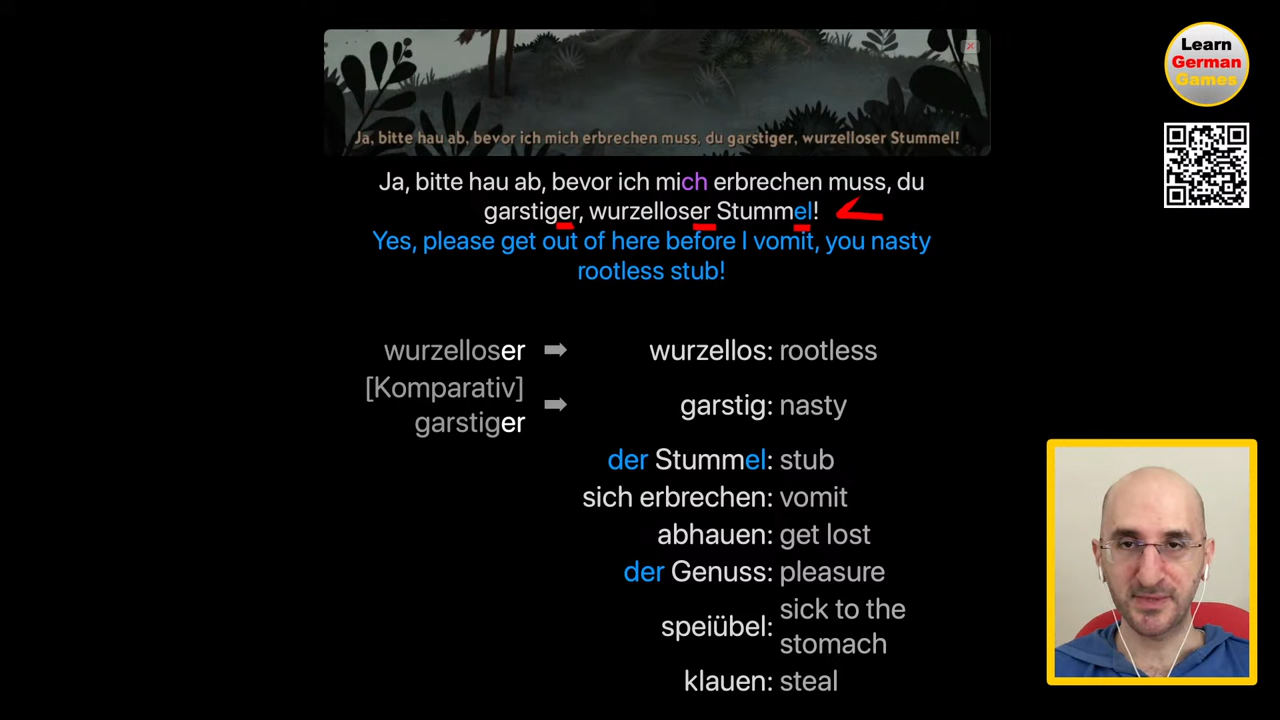 Learn
German
Games
Ja, bitte hau ab, bevor ich mich erbrechen muss, du garstiger, wurzelloser Stummel!
Ja, bitte hau ab, bevor ich mich erbrechen muss, du
garstiger, wurzelloser Stummel!
Yes, please get out of here before I vomit, you nasty
rootless stub!
wurzelloser ➡ wurzellos: rootless
[Komparativ]
garstiger ➡ garstig: nasty
der Stummel: stub
sich erbrechen: vomit
abhauen: get lost
der Genuss: pleasure
speiübel: sick to the
stomach
klauen: steal